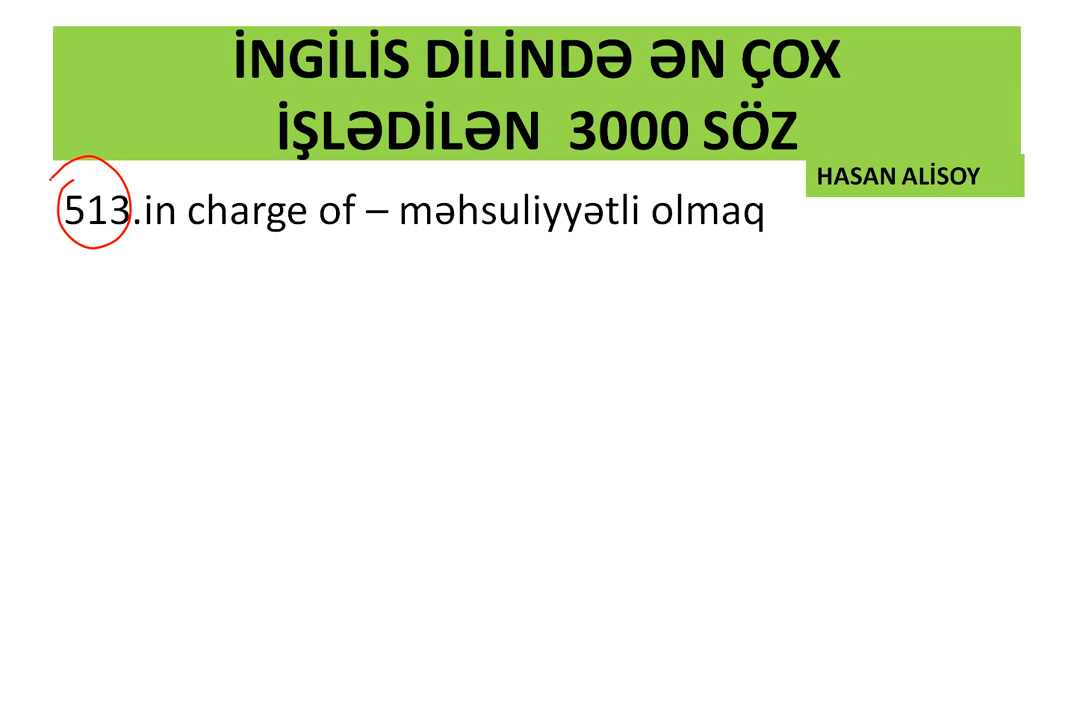 İNGİLİS DİLİNDƏ ƏN ÇOX
İŞLƏDİLƏN  3000 SÖZ
HASAN ALİSOY
513.in charge of – məhsuliyyətli olmaq